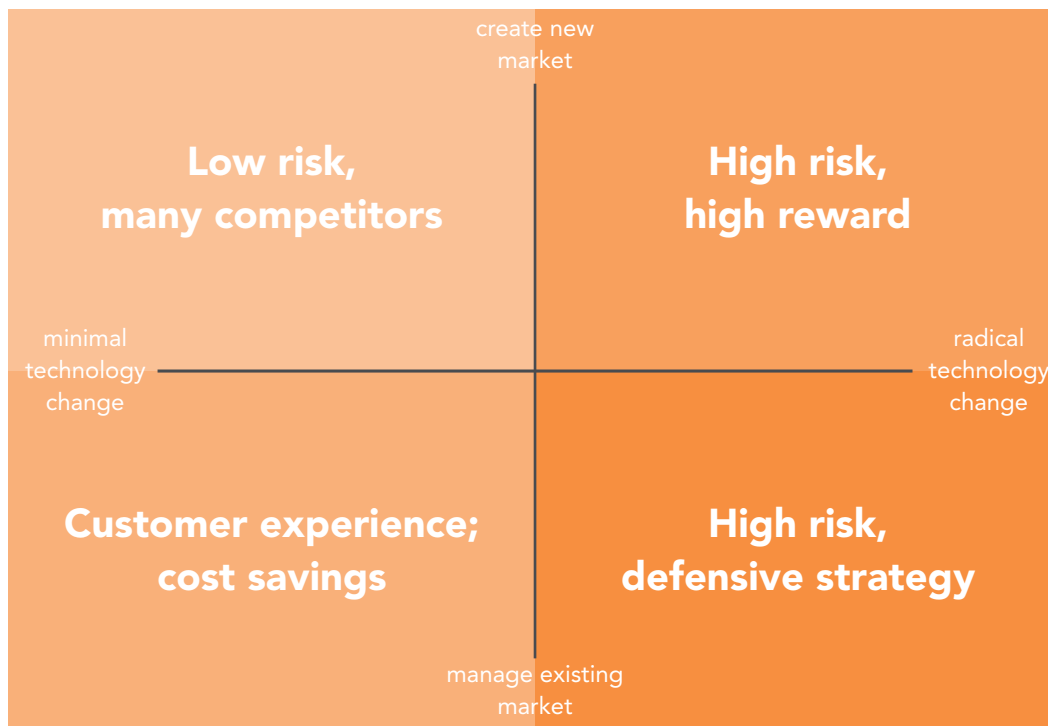 create new
market
Low risk,
many competitors
High risk,
high reward
minimal
technology
change
radical
technology
change
Customer experience;
cost savings
High risk,
defensive strategy
manage existing
market